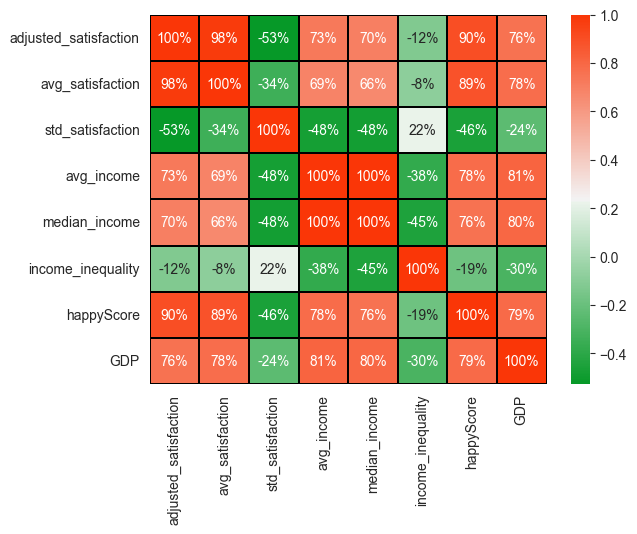 adjusted_satisfaction 100% 98% -53% 73% 70% -12% 90% 76%
avg_satisfaction 98% 100% -34% 69% 66% -8% 89% 78%
std_satisfaction -53% -34% 100% -48% -48% 22% -46% -24%
avg_income 73% 69% -48% 100% 100% -38% 78% 81%
median_income 70% 66% -48% 100% 100% -45% 76% 80%
income_inequality -12% -8% 22% -38% -45% 100% -19% -30%
happyScore 90% 89% -46% 78% 76% -19% 100% 79%
GDP 76% 78% -24% 81% 80% -30% 79% 100%
adjusted_satisfaction
avg_satisfaction
std_satisfaction
avg_income
median_income
income_inequality
happyScore
GDP
1.0
0.8
0.6
0.4
0.2
0.0
−0.2
−0.4